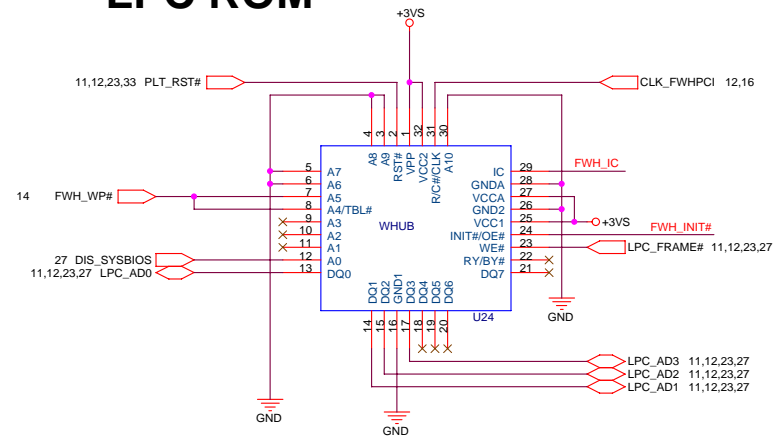 LPC ROM
+3VS
11,12,23,33 PLT_RST#
CLK_FWHPCI 12,16
4 3 2 1 32 31 30
A8 A9 RST# VPP VCC2 R/C#/CLK A10
5 A7
6 A6
7 A5
8 A4/TBL#
9 A3
10 A2
11 A1
12 A0
13 DQ0
14 FWH_WP#
27 DIS_SYSBIOS
11,12,23,27 LPC_AD0
WHUB
IC 29 FWH_IC
GNDA 28
VCCA 27
GND2 26
VCC1 25 +3VS
INIT#/OE# 24 FWH_INIT#
WE# 23 LPC_FRAME# 11,12,23,27
RY/BY# 22
DQ7 21
DQ1 DQ2 GND1 DQ3 DQ4 DQ5 DQ6
14 15 16 17 18 19 20
U24
GND
LPC_AD3 11,12,23,27
LPC_AD2 11,12,23,27
LPC_AD1 11,12,23,27
GND
GND